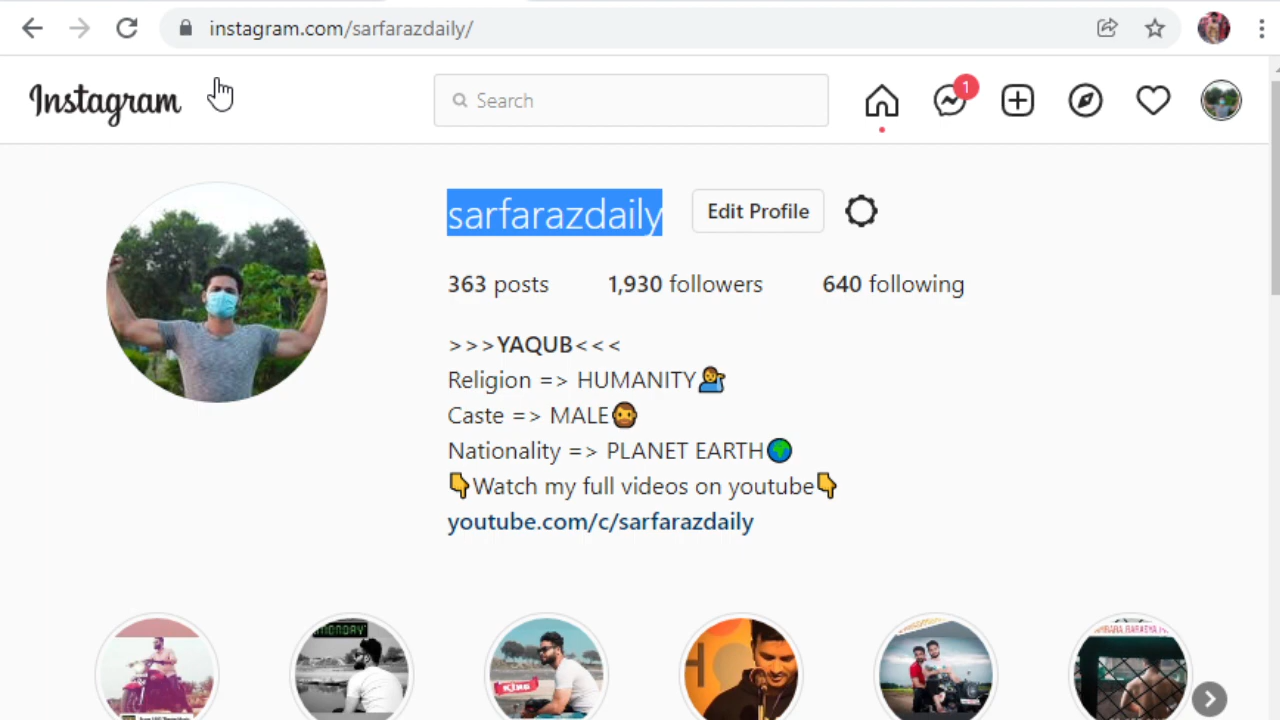 instagram.com/sarfarazdaily/
Instagram
Search
1
sarfarazdaily
Edit Profile
363 posts 1,930 followers 640 following
>>>YAQUB<<<
Religion => HUMANITY💁‍♂️
Caste => MALE🧔
Nationality => PLANET EARTH🌍
👇Watch my full videos on youtube👇
youtube.com/c/sarfarazdaily
MONDAY
KING